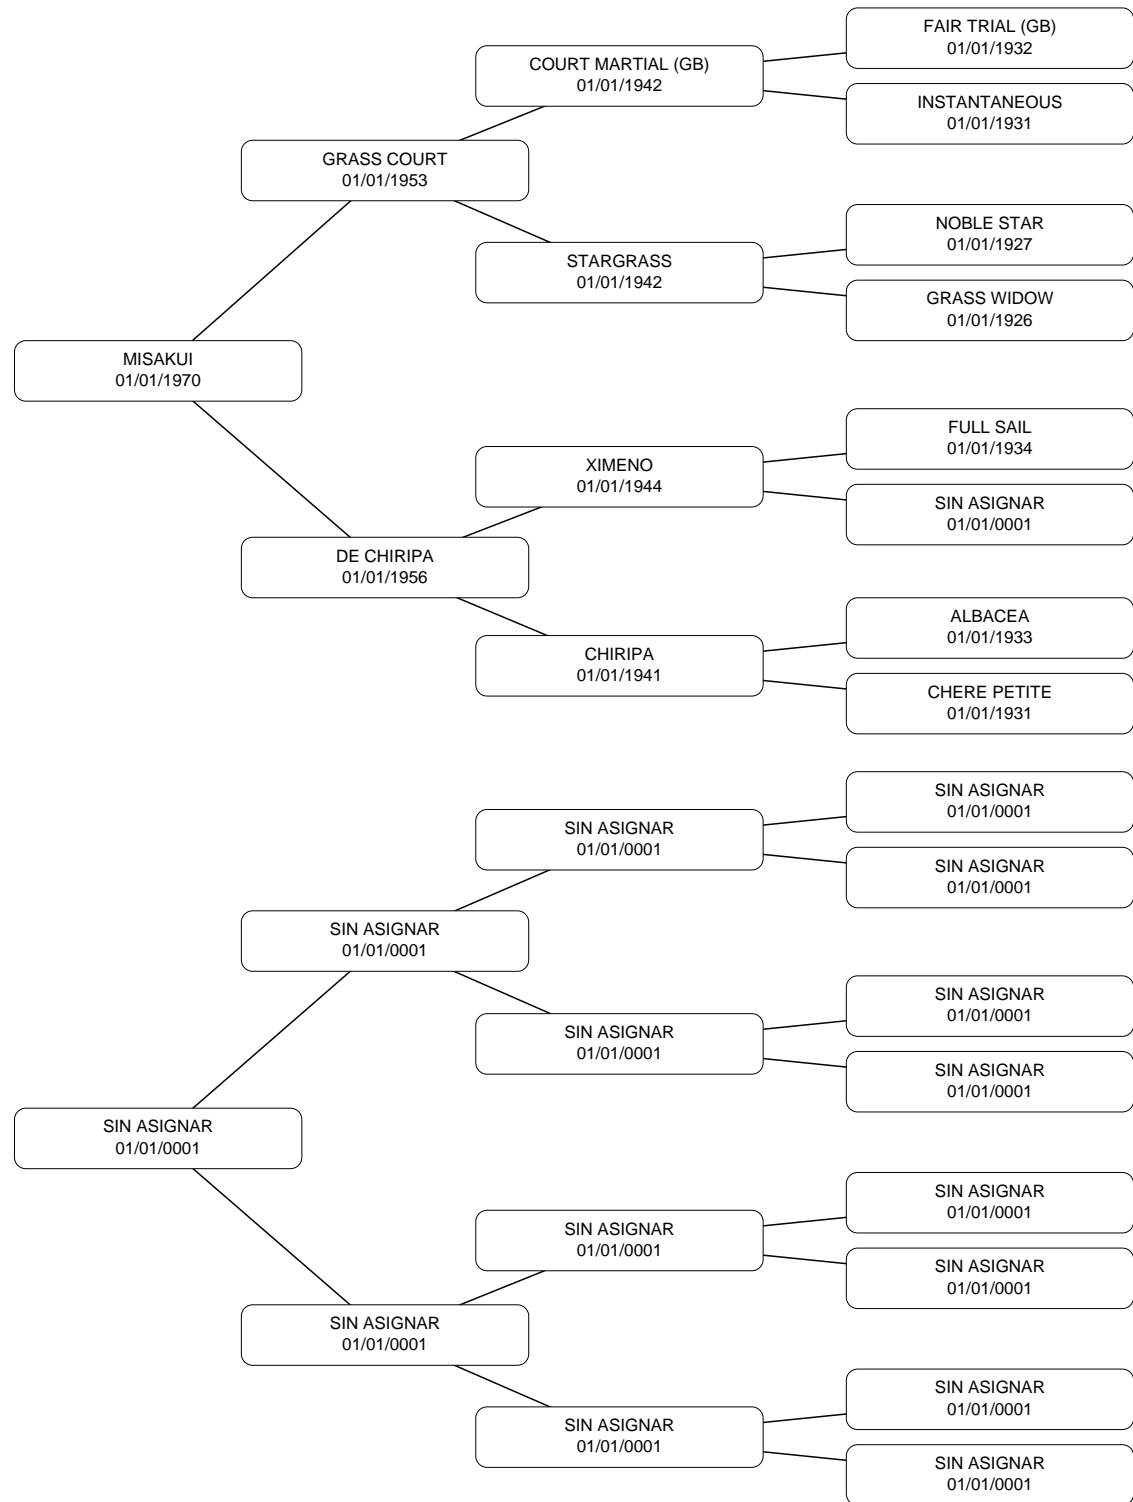 FAIR TRIAL (GB)
01/01/1932
COURT MARTIAL (GB)
01/01/1942
INSTANTANEOUS
01/01/1931
GRASS COURT
01/01/1953
NOBLE STAR
01/01/1927
STARGRASS
01/01/1942
GRASS WIDOW
01/01/1926
MISAKUI
01/01/1970
FULL SAIL
01/01/1934
XIMENO
01/01/1944
SIN ASIGNAR
01/01/0001
DE CHIRIPA
01/01/1956
ALBACEA
01/01/1933
CHIRIPA
01/01/1941
CHERE PETITE
01/01/1931
SIN ASIGNAR
01/01/0001
SIN ASIGNAR
01/01/0001
SIN ASIGNAR
01/01/0001
SIN ASIGNAR
01/01/0001
SIN ASIGNAR
01/01/0001
SIN ASIGNAR
01/01/0001
SIN ASIGNAR
01/01/0001
SIN ASIGNAR
01/01/0001
SIN ASIGNAR
01/01/0001
SIN ASIGNAR
01/01/0001
SIN ASIGNAR
01/01/0001
SIN ASIGNAR
01/01/0001
SIN ASIGNAR
01/01/0001
SIN ASIGNAR
01/01/0001
SIN ASIGNAR
01/01/0001